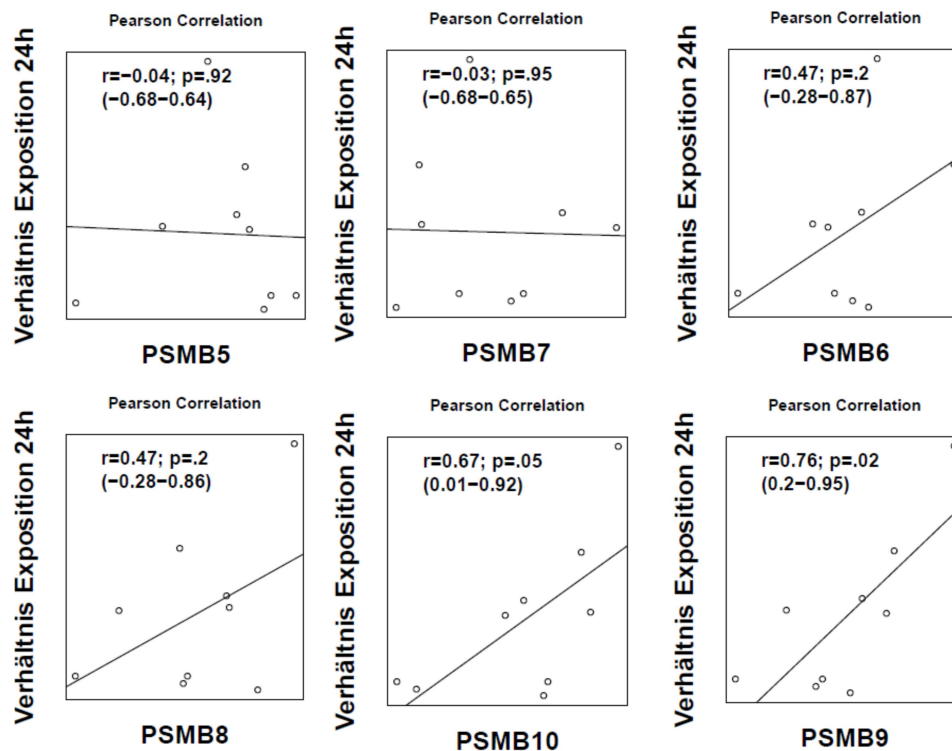 Pearson Correlation
Verhältnis Exposition 24h
r=−0.04; p=.92
(−0.68−0.64)
PSMB5
Pearson Correlation
Verhältnis Exposition 24h
r=−0.03; p=.95
(−0.68−0.65)
PSMB7
Pearson Correlation
Verhältnis Exposition 24h
r=0.47; p=.2
(−0.28−0.87)
PSMB6
Pearson Correlation
Verhältnis Exposition 24h
r=0.47; p=.2
(−0.28−0.86)
PSMB8
Pearson Correlation
Verhältnis Exposition 24h
r=0.67; p=.05
(0.01−0.92)
PSMB10
Pearson Correlation
Verhältnis Exposition 24h
r=0.76; p=.02
(0.2−0.95)
PSMB9